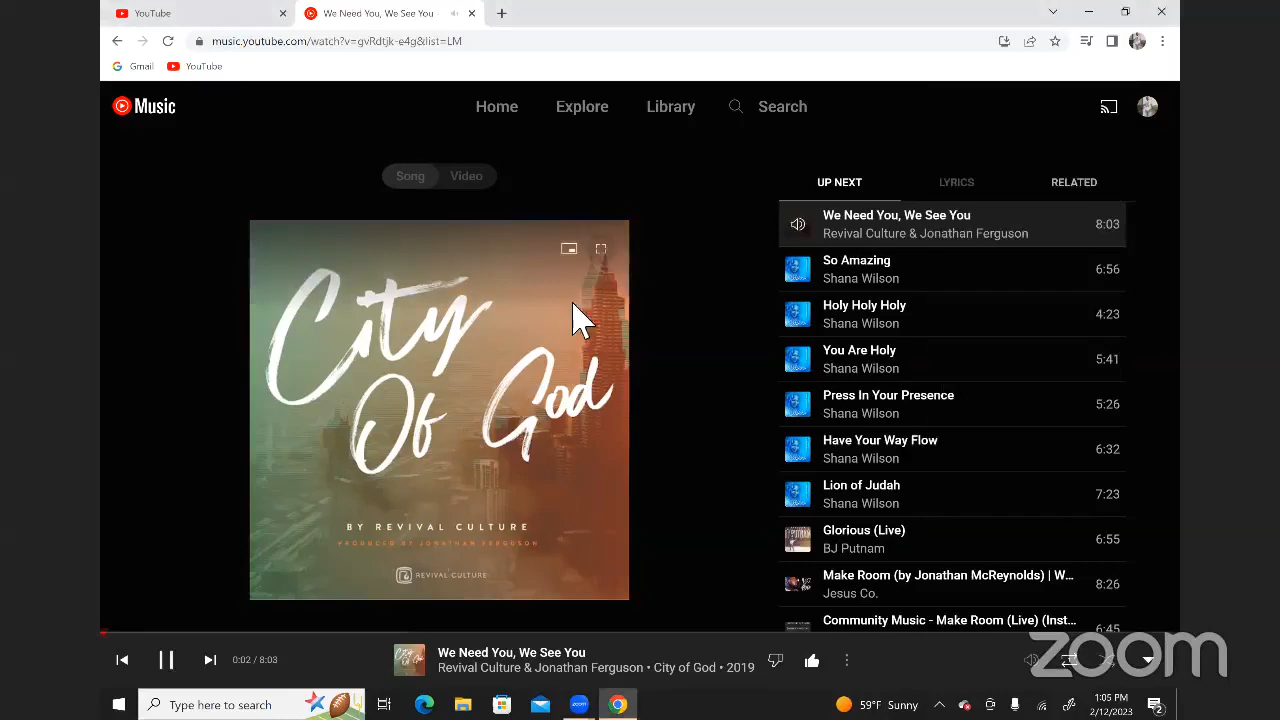 YouTube
We Need You, We See You
music.youtube.com/watch?v=gvRdtjk-e4g&list=LM
Gmail
YouTube
Music
Home
Explore
Library
Search
Song
Video
UP NEXT
LYRICS
RELATED
City
Of God
BY REVIVAL CULTURE
PRODUCED BY JONATHAN FERGUSON
REVIVAL CULTURE
We Need You, We See You
Revival Culture & Jonathan Ferguson
8:03
So Amazing
Shana Wilson
6:56
Holy Holy Holy
Shana Wilson
4:23
You Are Holy
Shana Wilson
5:41
Press In Your Presence
Shana Wilson
5:26
Have Your Way Flow
Shana Wilson
6:32
Lion of Judah
Shana Wilson
7:23
Glorious (Live)
BJ Putnam
6:55
Make Room (by Jonathan McReynolds) | W...
Jesus Co.
8:26
Community Music - Make Room (Live) (Inst...
6:45
0:02 / 8:03
We Need You, We See You
Revival Culture & Jonathan Ferguson • City of God • 2019
zoom
Type here to search
zoom
59°F Sunny
1:05 PM
2/12/2023
2